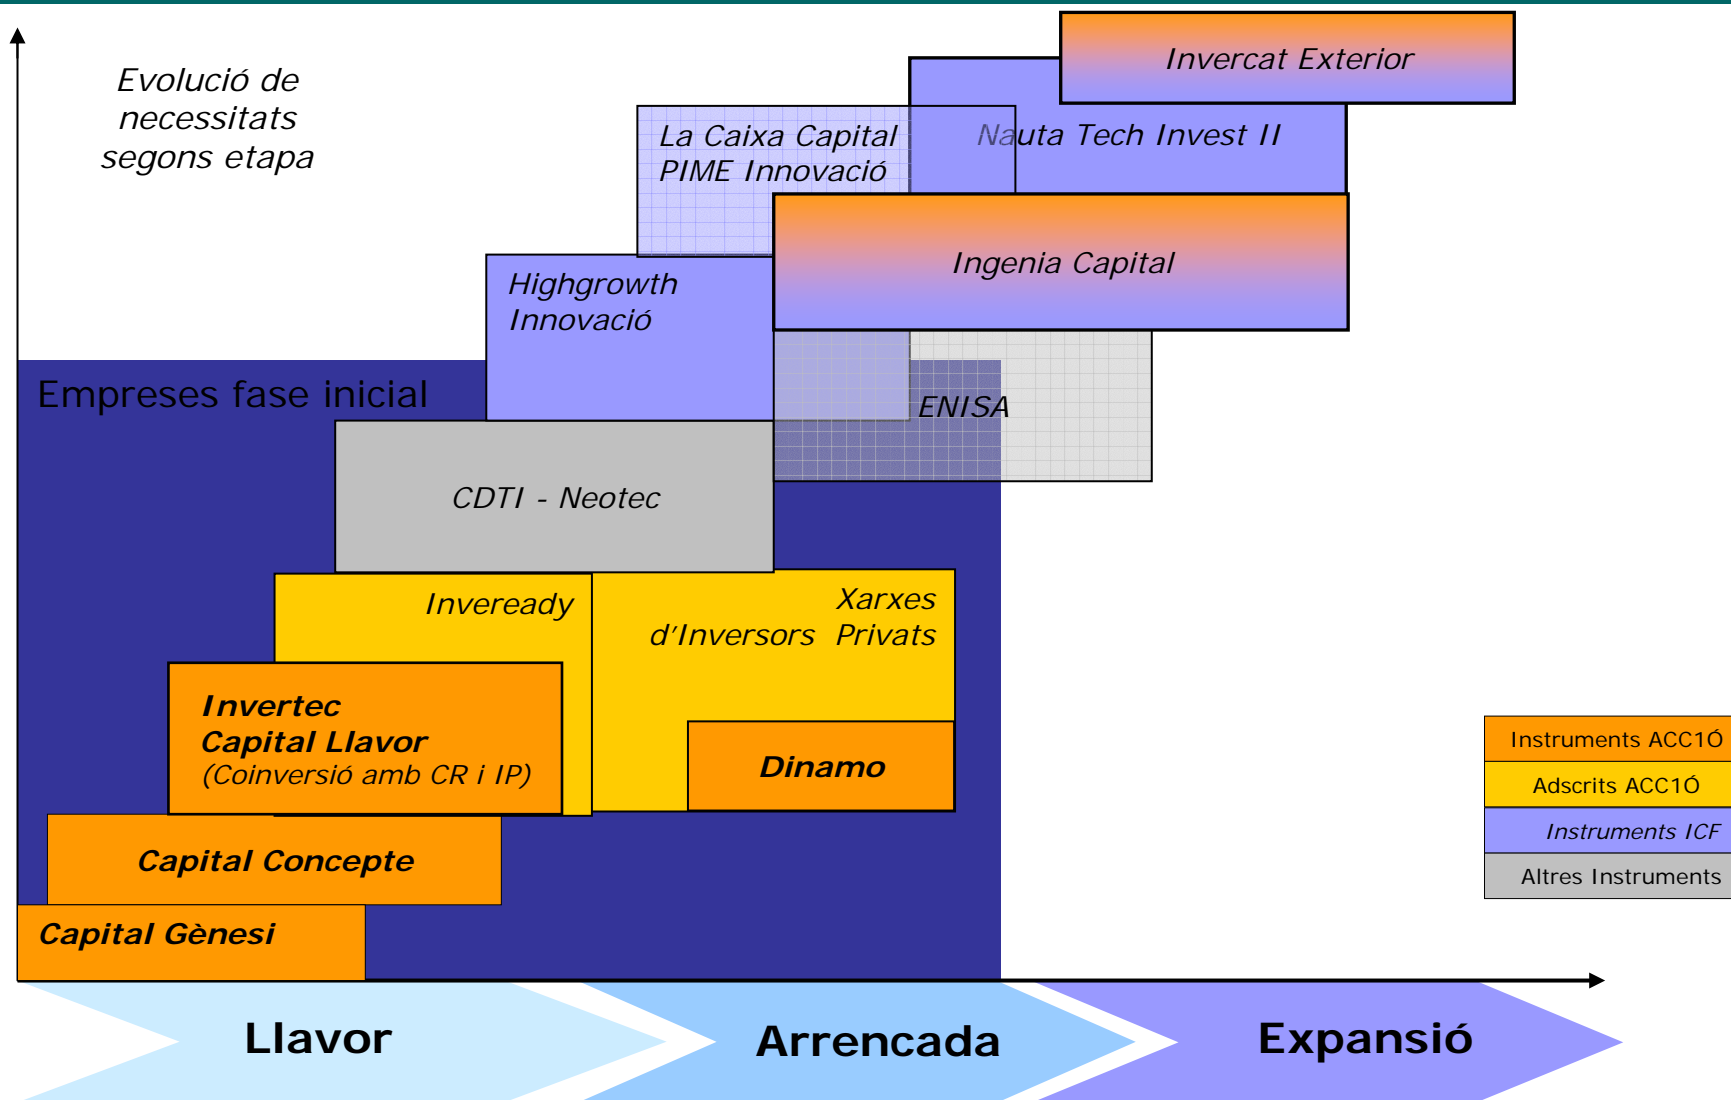 Evolució de
necessitats
segons etapa
Invercat Exterior
La Caixa Capital
PIME Innovació
Nauta Tech Invest II
Ingenia Capital
Highgrowth
Innovació
Empreses fase inicial
ENISA
CDTI - Neotec
Inveready
Xarxes
d'Inversors Privats
Invertec
Capital Llavor
(Coinversió amb CR i IP)
Dinamo
Capital Concepte
Capital Gènesi
Instruments ACC1Ó
Adscrits ACC1Ó
Instruments ICF
Altres Instruments
Llavor
Arrencada
Expansió